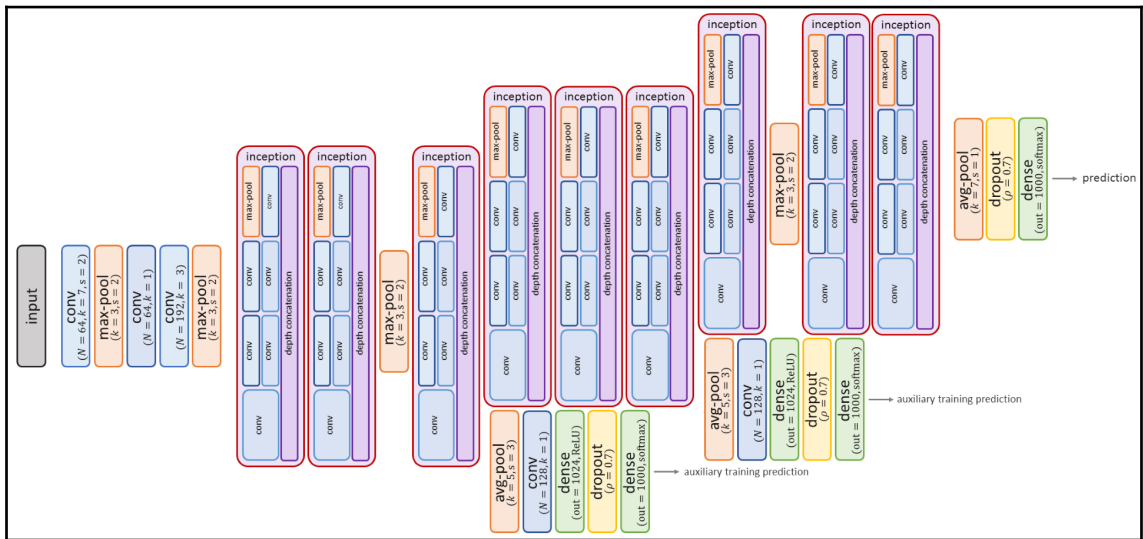 input
conv
(N = 64, k = 7, s = 2)
max-pool
(k = 3, s = 2)
conv
(N = 64, k = 1)
conv
(N = 192, k = 3)
max-pool
(k = 3, s = 2)
inception
max-pool
conv
conv
conv
conv
conv
conv
depth concatenation
inception
max-pool
conv
conv
conv
conv
conv
conv
depth concatenation
max-pool
(k = 3, s = 2)
inception
max-pool
conv
conv
conv
conv
conv
conv
depth concatenation
inception
max-pool
conv
conv
conv
conv
conv
conv
depth concatenation
avg-pool
(k = 5, s = 3)
conv
(N = 128, k = 1)
dense
(out = 1024, ReLU)
dropout
(ρ = 0.7)
dense
(out = 1000, softmax)
auxiliary training prediction
inception
max-pool
conv
conv
conv
conv
conv
conv
depth concatenation
inception
max-pool
conv
conv
conv
conv
conv
conv
depth concatenation
inception
max-pool
conv
conv
conv
conv
conv
conv
depth concatenation
avg-pool
(k = 5, s = 3)
conv
(N = 128, k = 1)
dense
(out = 1024, ReLU)
dropout
(ρ = 0.7)
dense
(out = 1000, softmax)
auxiliary training prediction
max-pool
(k = 3, s = 2)
inception
max-pool
conv
conv
conv
conv
conv
conv
depth concatenation
inception
max-pool
conv
conv
conv
conv
conv
conv
depth concatenation
avg-pool
(k = 7, s = 1)
dropout
(ρ = 0.7)
dense
(out = 1000, softmax)
prediction